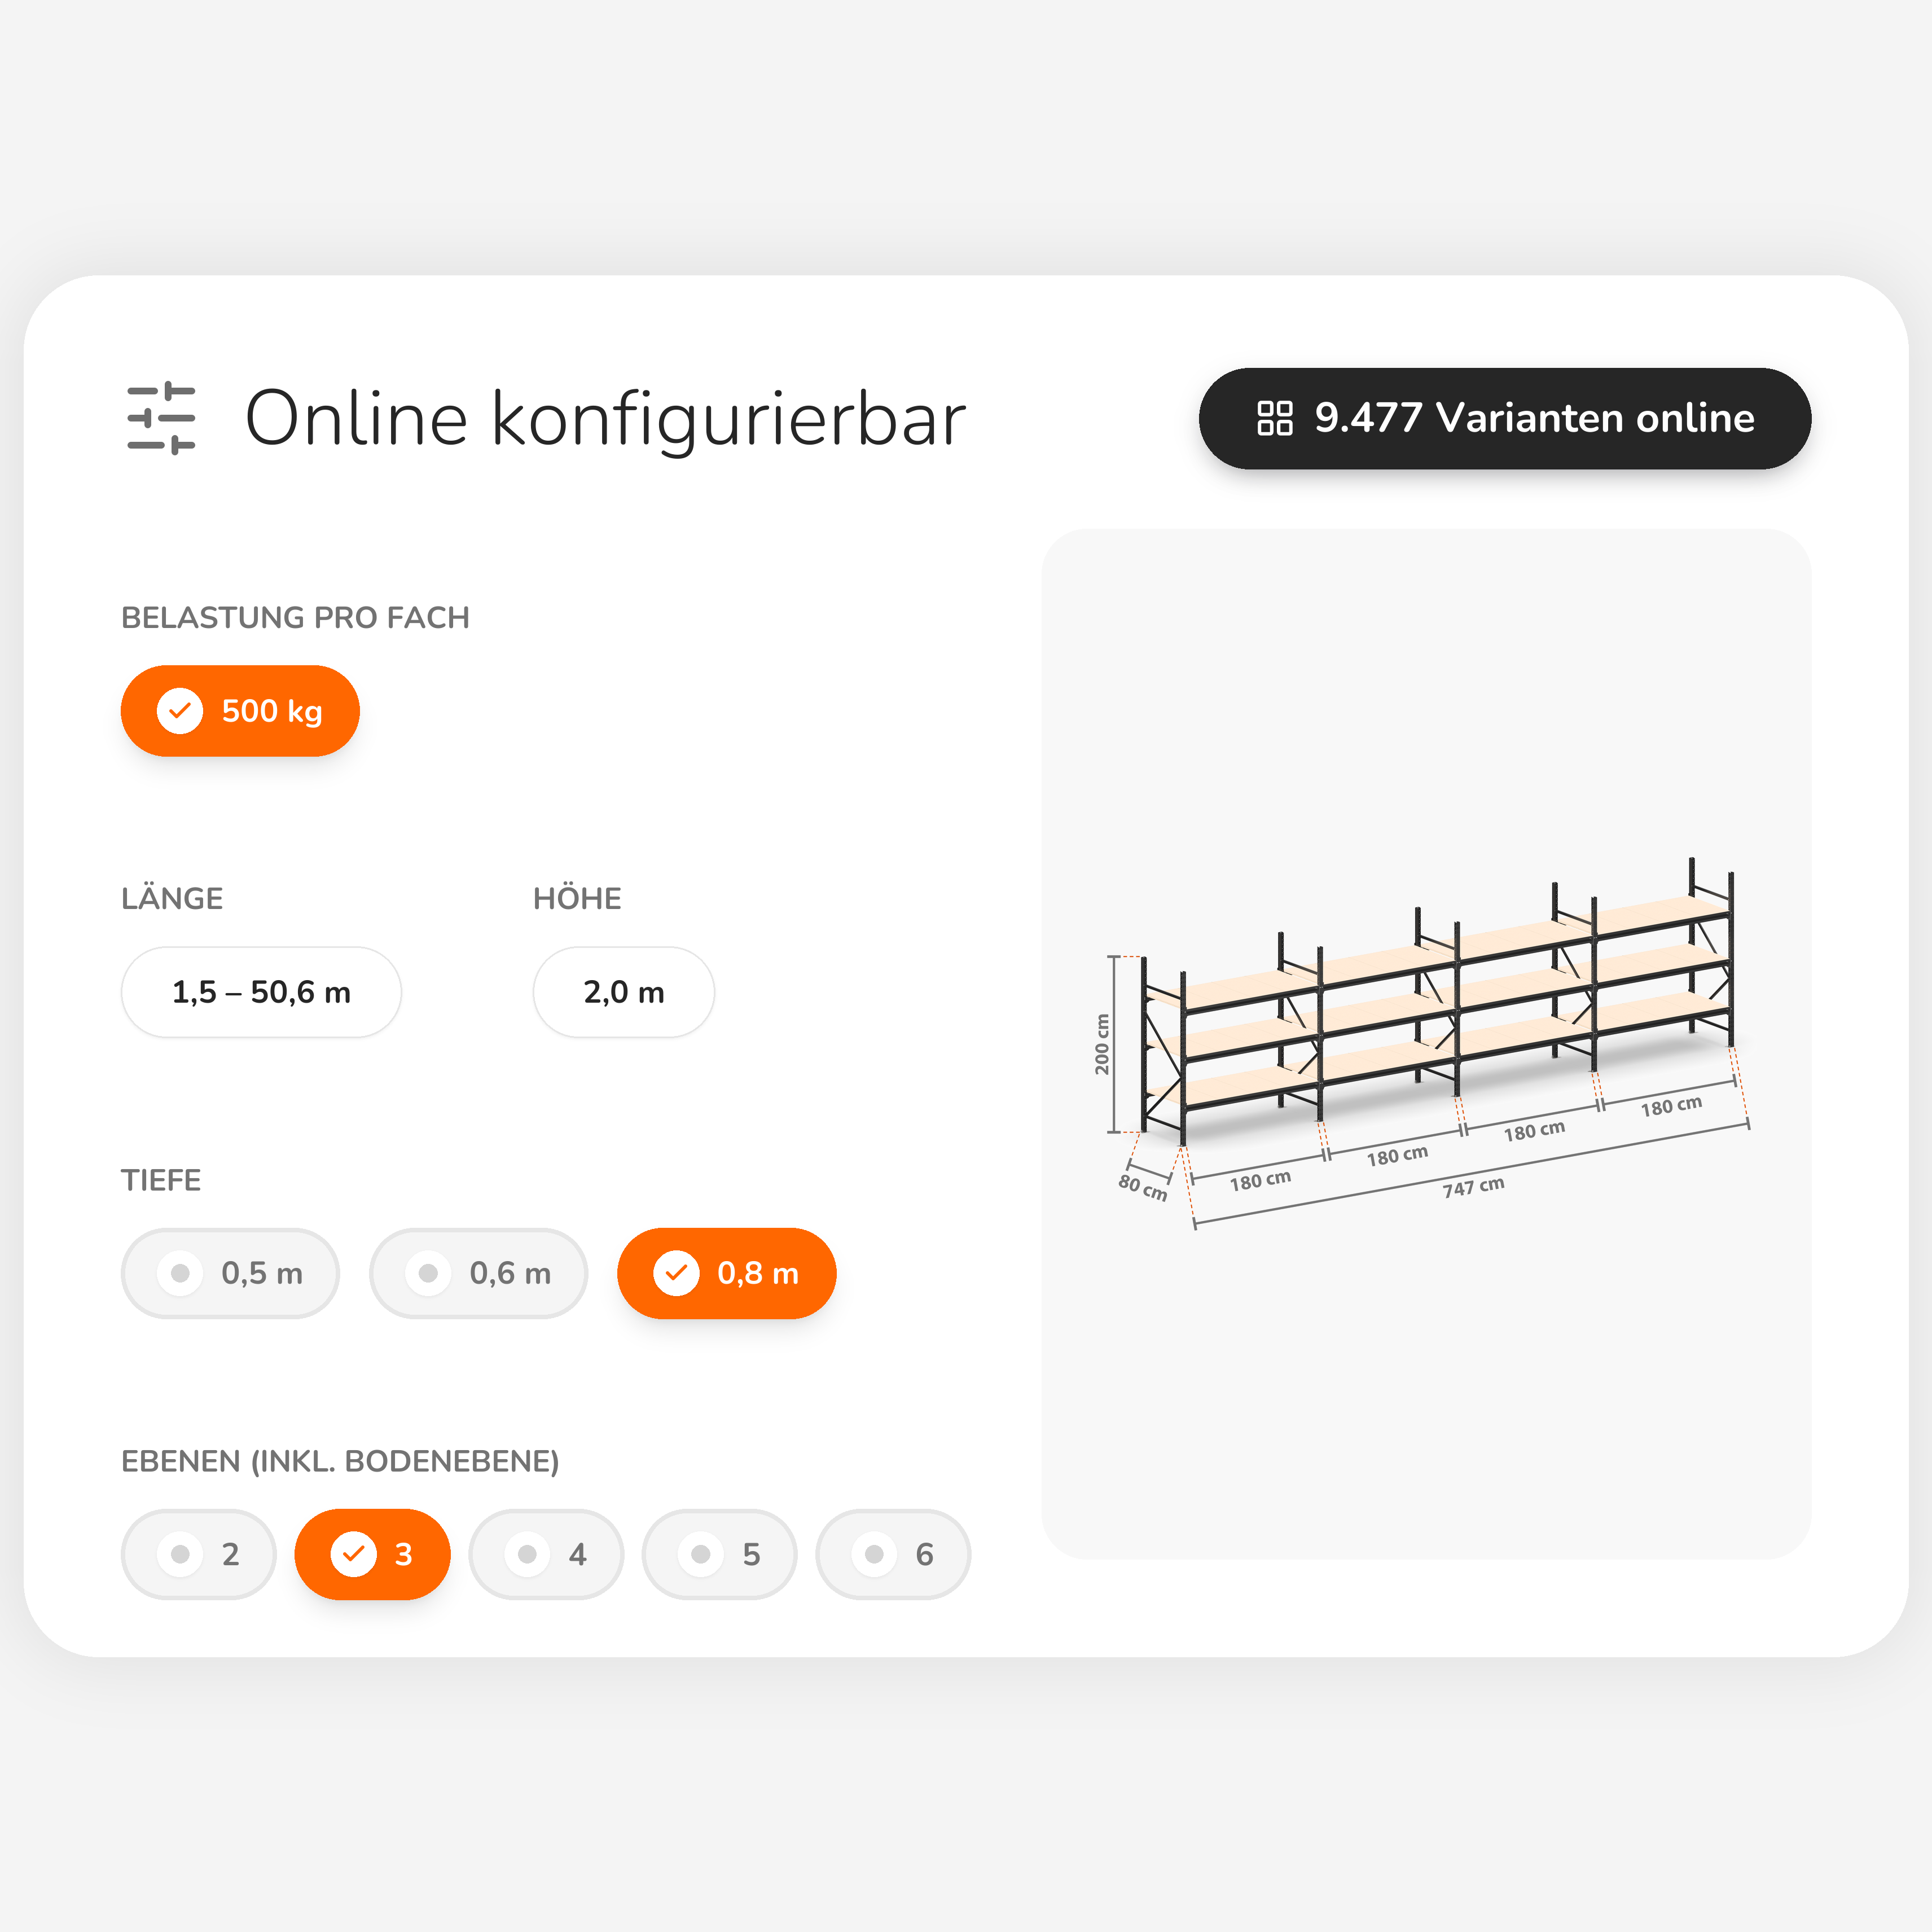 Online konfigurierbar
9.477 Varianten online
BELASTUNG PRO FACH
500 kg
LÄNGE
HÖHE
1,5 – 50,6 m
2,0 m
TIEFE
0,5 m
0,6 m
0,8 m
EBENEN (INKL. BODENEBENE)
2
3
4
5
6
200 cm
80 cm
180 cm
180 cm
180 cm
180 cm
747 cm